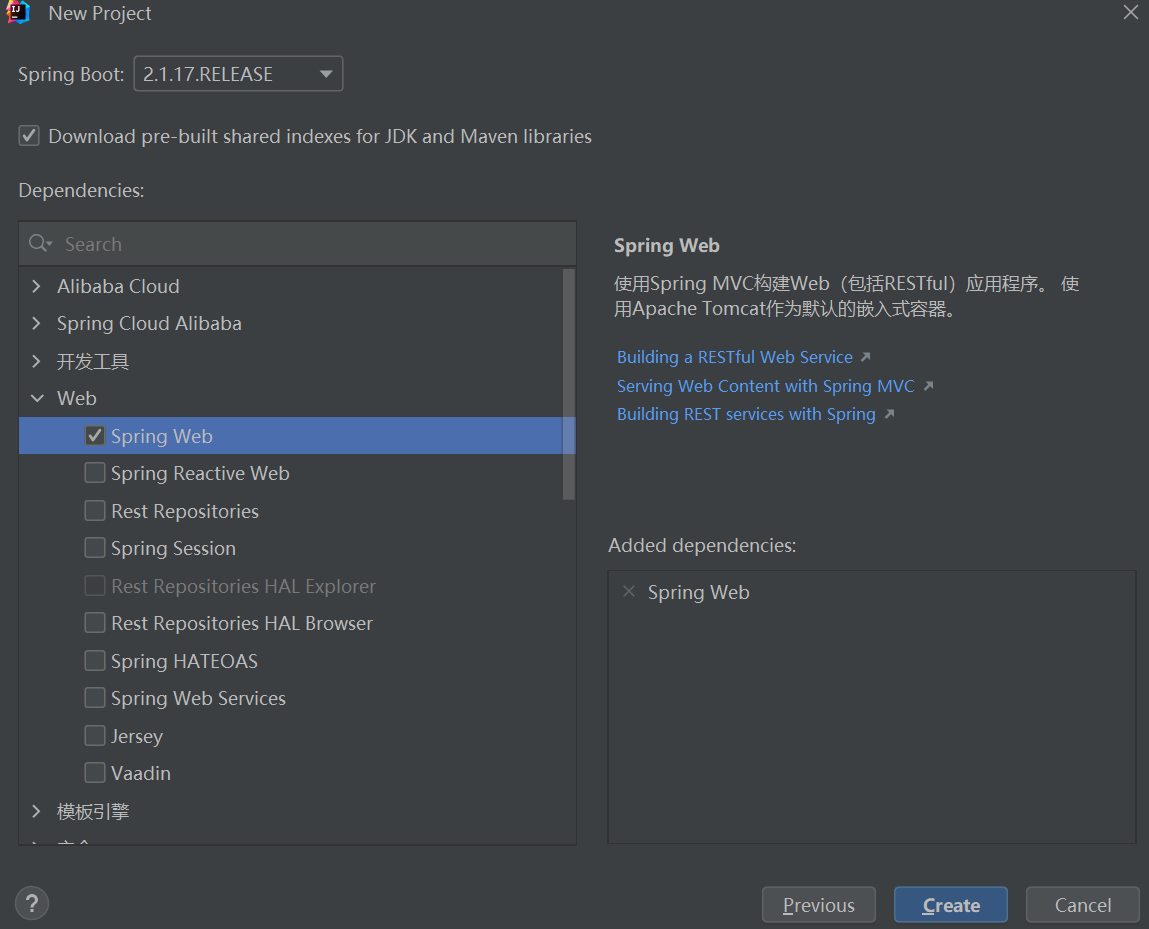 New Project
Spring Boot: 2.1.17.RELEASE
Download pre-built shared indexes for JDK and Maven libraries
Dependencies:
Search
Alibaba Cloud
Spring Cloud Alibaba
开发工具
Web
Spring Web
Spring Reactive Web
Rest Repositories
Spring Session
Rest Repositories HAL Explorer
Rest Repositories HAL Browser
Spring HATEOAS
Spring Web Services
Jersey
Vaadin
模板引擎
Spring Web
使用Spring MVC构建Web（包括RESTful）应用程序。 使
用Apache Tomcat作为默认的嵌入式容器。
Building a RESTful Web Service
Serving Web Content with Spring MVC
Building REST services with Spring
Added dependencies:
Spring Web
?
Previous
Create
Cancel